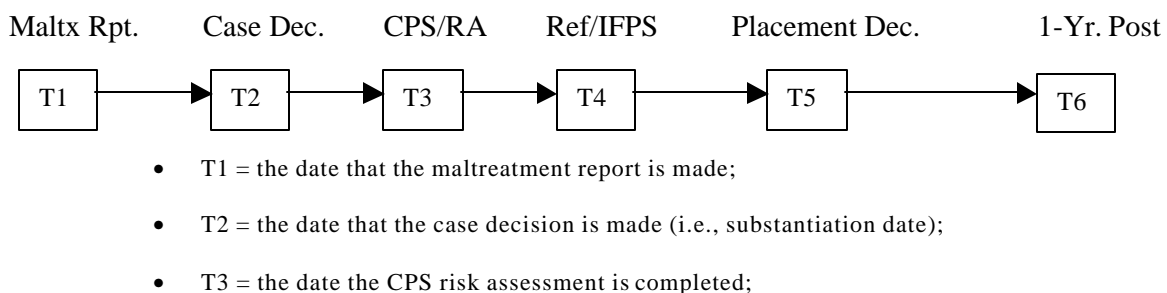 Maltx Rpt. Case Dec. CPS/RA Ref/IFPS Placement Dec. 1-Yr. Post
T1 T2 T3 T4 T5 T6
• T1 = the date that the maltreatment report is made;
• T2 = the date that the case decision is made (i.e., substantiation date);
• T3 = the date the CPS risk assessment is completed;